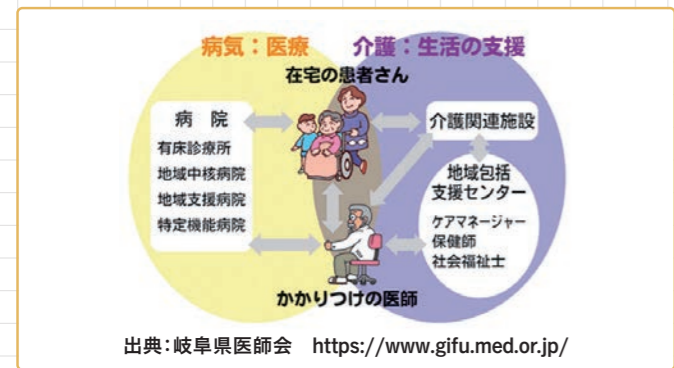 病気：医療
介護：生活の支援
在宅の患者さん
病 院
有床診療所
地域中核病院
地域支援病院
特定機能病院
介護関連施設
地域包括
支援センター
ケアマネージャー
保健師
社会福祉士
かかりつけの医師
出典：岐阜県医師会 https://www.gifu.med.or.jp/